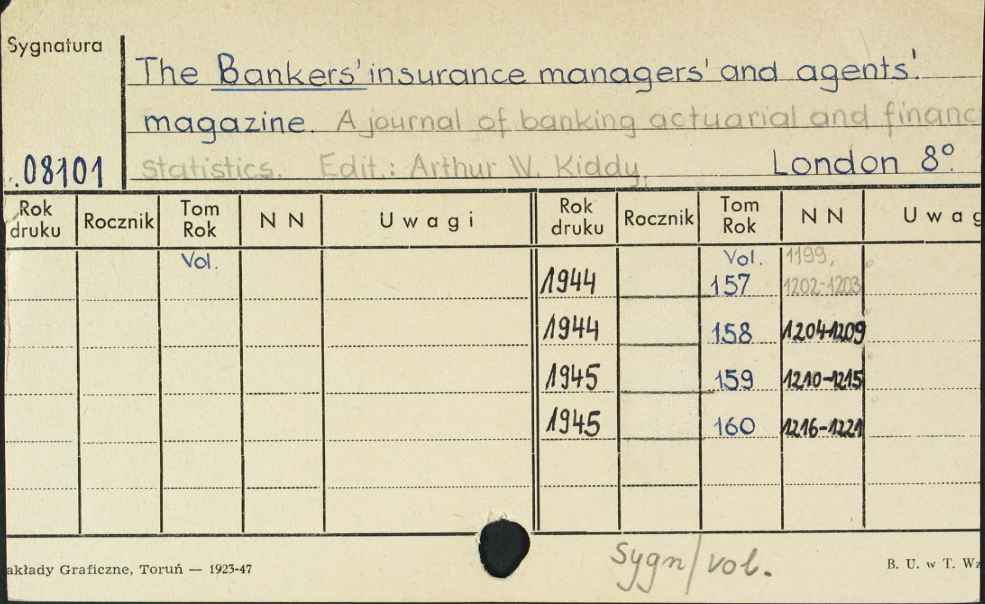 Sygnatura
The Bankers' insurance managers' and agents'
magazine. A journal of banking actuarial and financ
statistics. Edit.: Arthur W. Kiddy. London 8°
.08101
Rok druku Rocznik Tom Rok N N Uwagi Rok druku Rocznik Tom Rok N N Uwag
Vol. Vol. 1199,
1944 157 1202-1203
1944 158 1204-1209
1945 159 1210-1215
1945 160 1216-1221
Sygn/vol.
akłady Graficzne, Toruń — 1923-47 B. U. w T. Wz